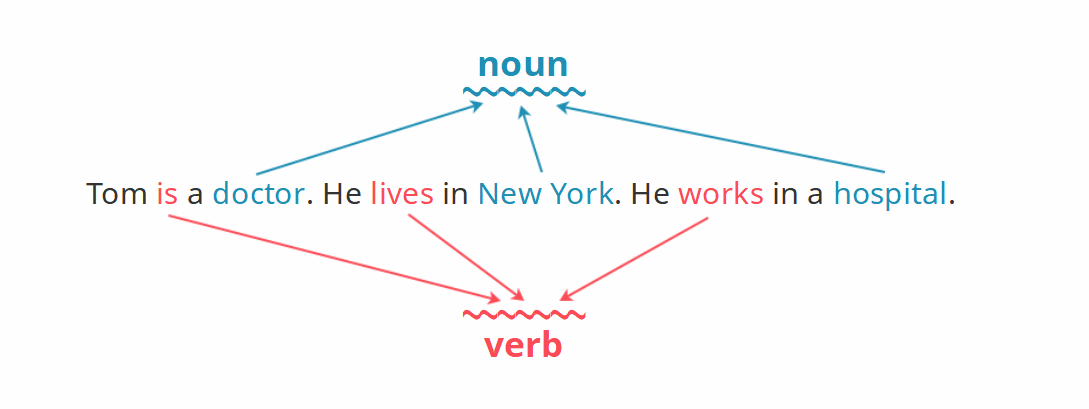 noun
Tom is a doctor. He lives in New York. He works in a hospital.
verb